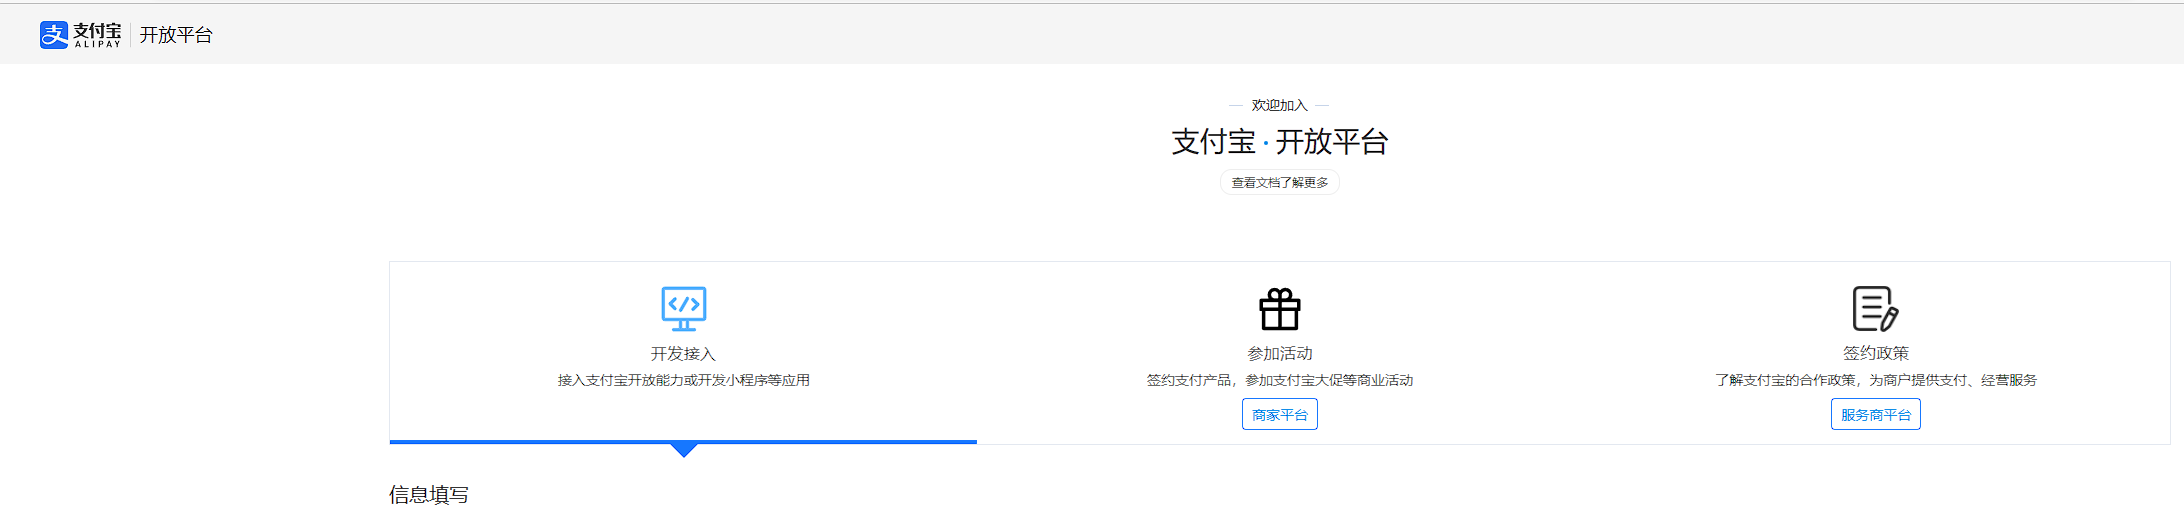 支付宝 开放平台
ALIPAY
欢迎加入
支付宝·开放平台
查看文档了解更多
开发接入
接入支付宝开放能力或开发小程序等应用
参加活动
签约支付产品，参加支付宝大促等商业活动
商家平台
签约政策
了解支付宝的合作政策，为商户提供支付、经营服务
服务商平台
信息填写